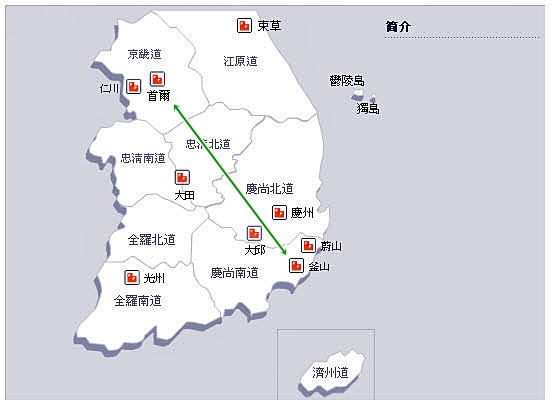 束草
簡介
京畿道
江原道
仁川
首爾
鬱陵島
獨島
忠清北道
忠清南道
大田
慶尚北道
慶州
全羅北道
大邱
蔚山
釜山
慶尚南道
光州
全羅南道
濟州道